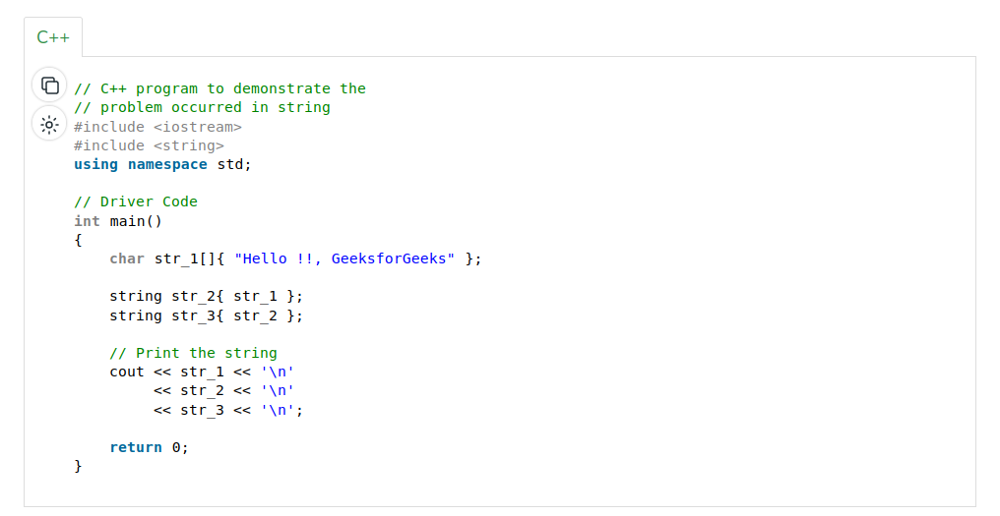 C++
// C++ program to demonstrate the
// problem occurred in string
#include <iostream>
#include <string>
using namespace std;
// Driver Code
int main()
{
    char str_1[]{ "Hello !!, GeeksforGeeks" };
    string str_2{ str_1 };
    string str_3{ str_2 };
    // Print the string
    cout << str_1 << '\n'
         << str_2 << '\n'
         << str_3 << '\n';
    return 0;
}